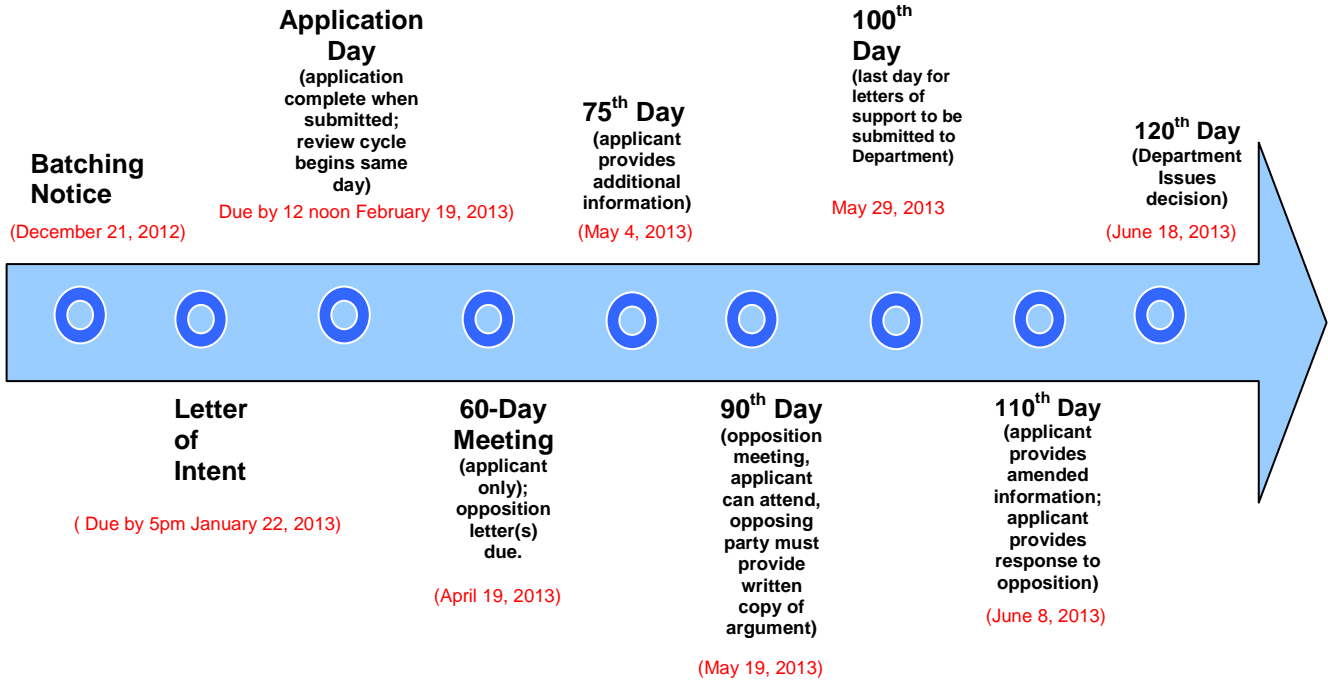 Batching
Notice
(December 21, 2012)
Letter
of
Intent
( Due by 5pm January 22, 2013)
Application
Day
(application
complete when
submitted;
review cycle
begins same
day)
Due by 12 noon February 19, 2013)
60-Day
Meeting
(applicant
only);
opposition
letter(s)
due.
(April 19, 2013)
75th Day
(applicant
provides
additional
information)
(May 4, 2013)
90th Day
(opposition
meeting,
applicant
can attend,
opposing
party must
provide
written
copy of
argument)
(May 19, 2013)
100th
Day
(last day for
letters of
support to be
submitted to
Department)
May 29, 2013
110th Day
(applicant
provides
amended
information;
applicant
provides
response to
opposition)
(June 8, 2013)
120th Day
(Department
Issues
decision)
(June 18, 2013)